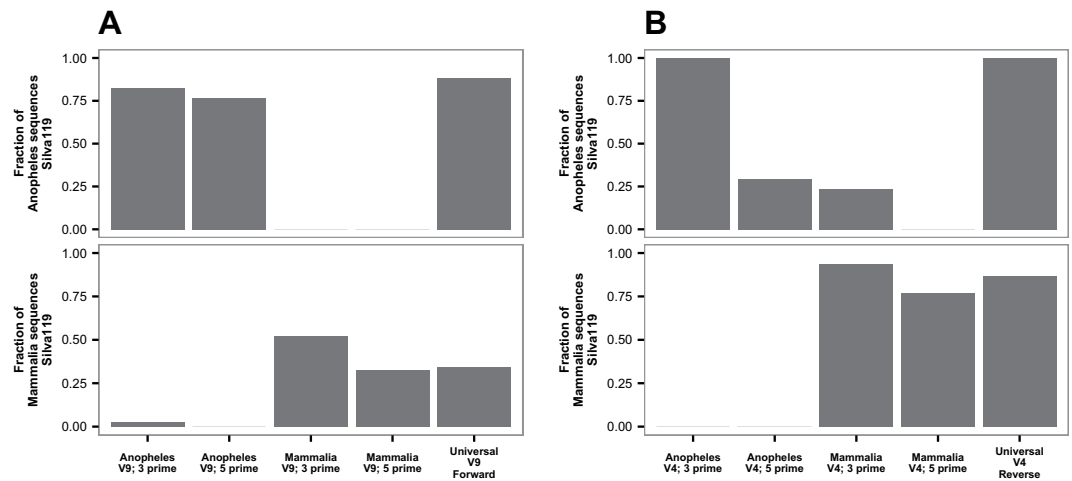 A
Fraction of
Anopheles sequences
Silva119
1.00
0.75
0.50
0.25
0.00
Fraction of
Mammalia sequences
Silva119
1.00
0.75
0.50
0.25
0.00
Anopheles
V9; 3 prime
Anopheles
V9; 5 prime
Mammalia
V9; 3 prime
Mammalia
V9; 5 prime
Universal
V9
Forward
B
Fraction of
Anopheles sequences
Silva119
1.00
0.75
0.50
0.25
0.00
Fraction of
Mammalia sequences
Silva119
1.00
0.75
0.50
0.25
0.00
Anopheles
V4; 3 prime
Anopheles
V4; 5 prime
Mammalia
V4; 3 prime
Mammalia
V4; 5 prime
Universal
V4
Reverse